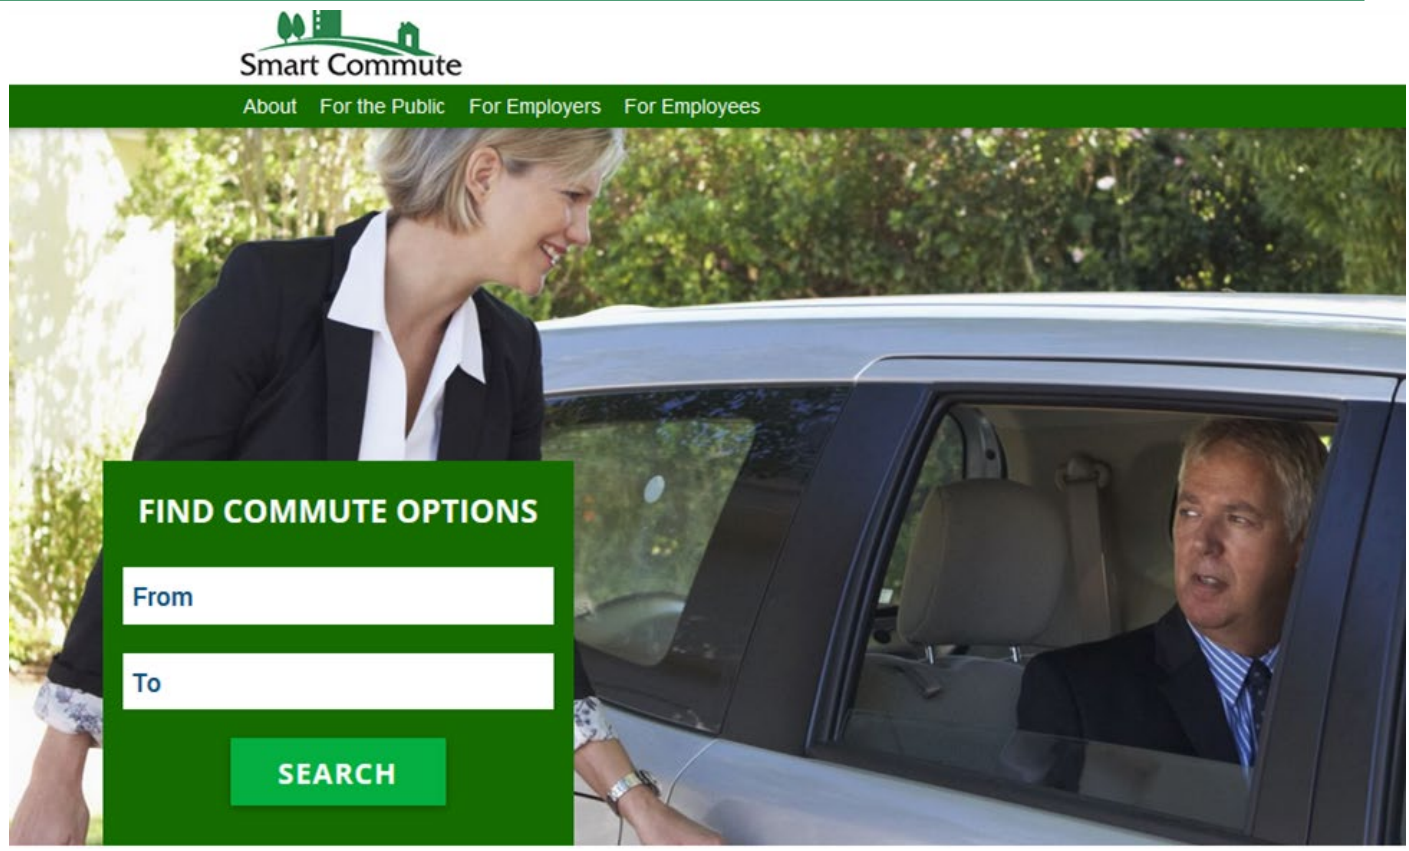 Smart Commute
About For the Public For Employers For Employees
FIND COMMUTE OPTIONS
From
To
SEARCH